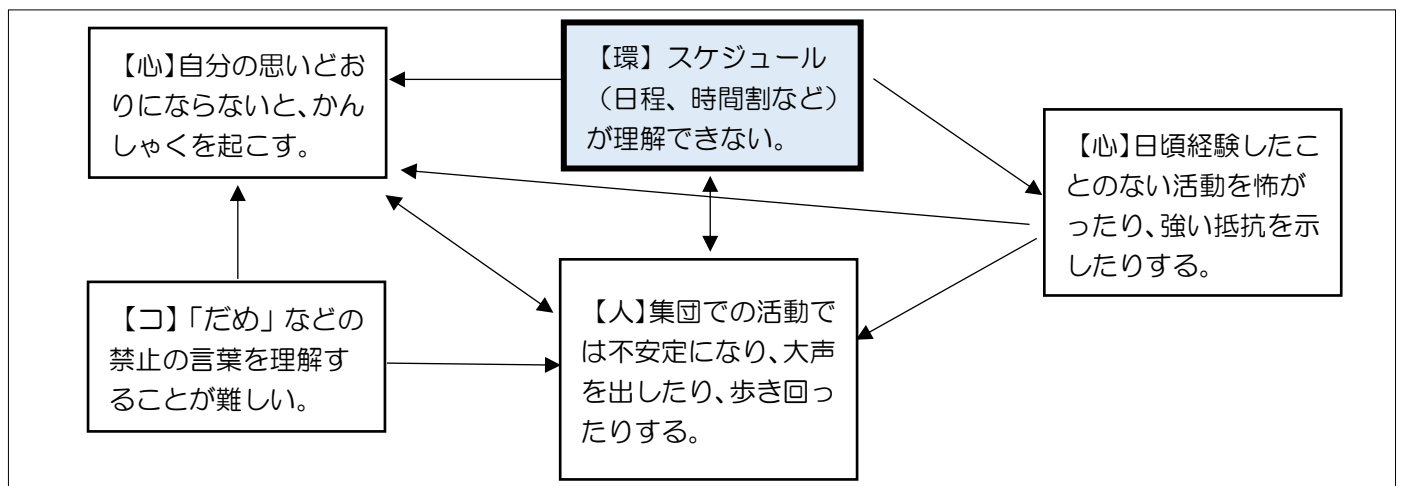 【心】自分の思いどお
りにならないと、かん
しゃくを起こす。
【環】スケジュール
（日程、時間割など）
が理解できない。
【心】日頃経験したこ
とのない活動を怖が
ったり、強い抵抗を示
したりする。
【コ】「だめ」などの
禁止の言葉を理解す
ることが難しい。
【人】集団での活動で
は不安定になり、大声
を出したり、歩き回っ
たりする。